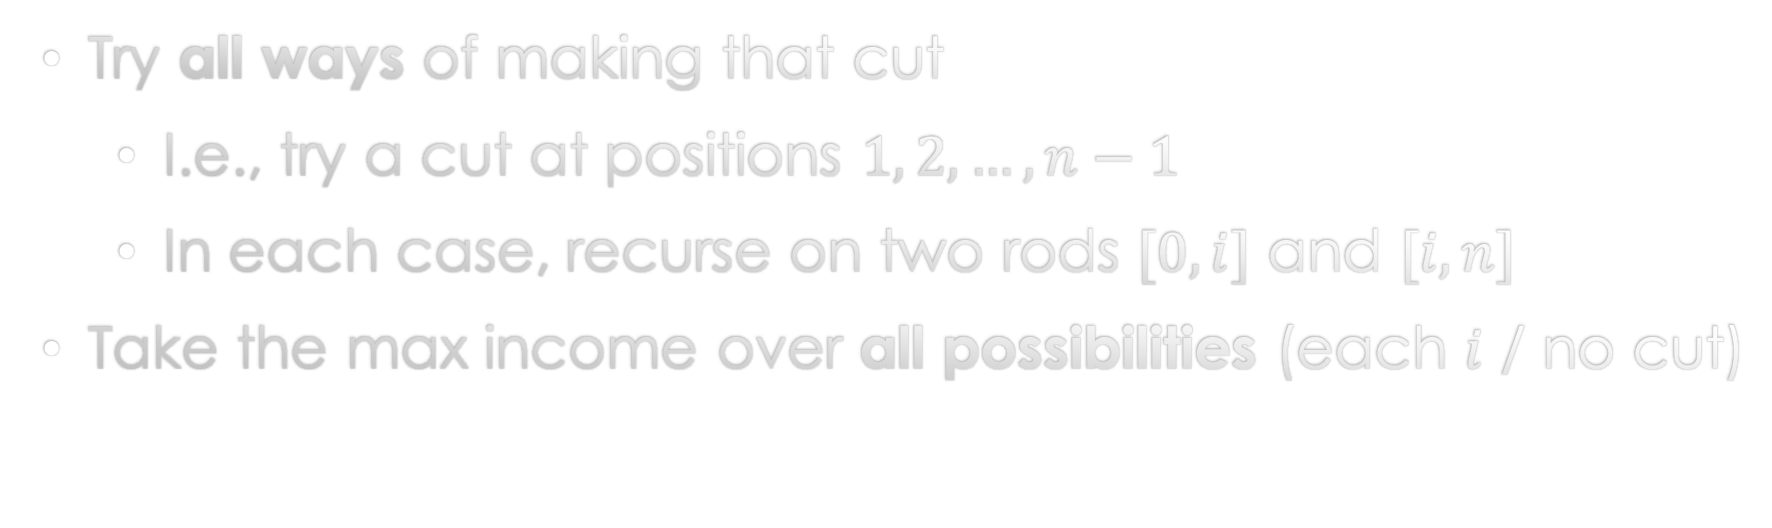 Try all ways of making that cut
I.e., try a cut at positions 1, 2, … , n − 1
In each case, recurse on two rods [0, i] and [i, n]
Take the max income over all possibilities (each i / no cut)